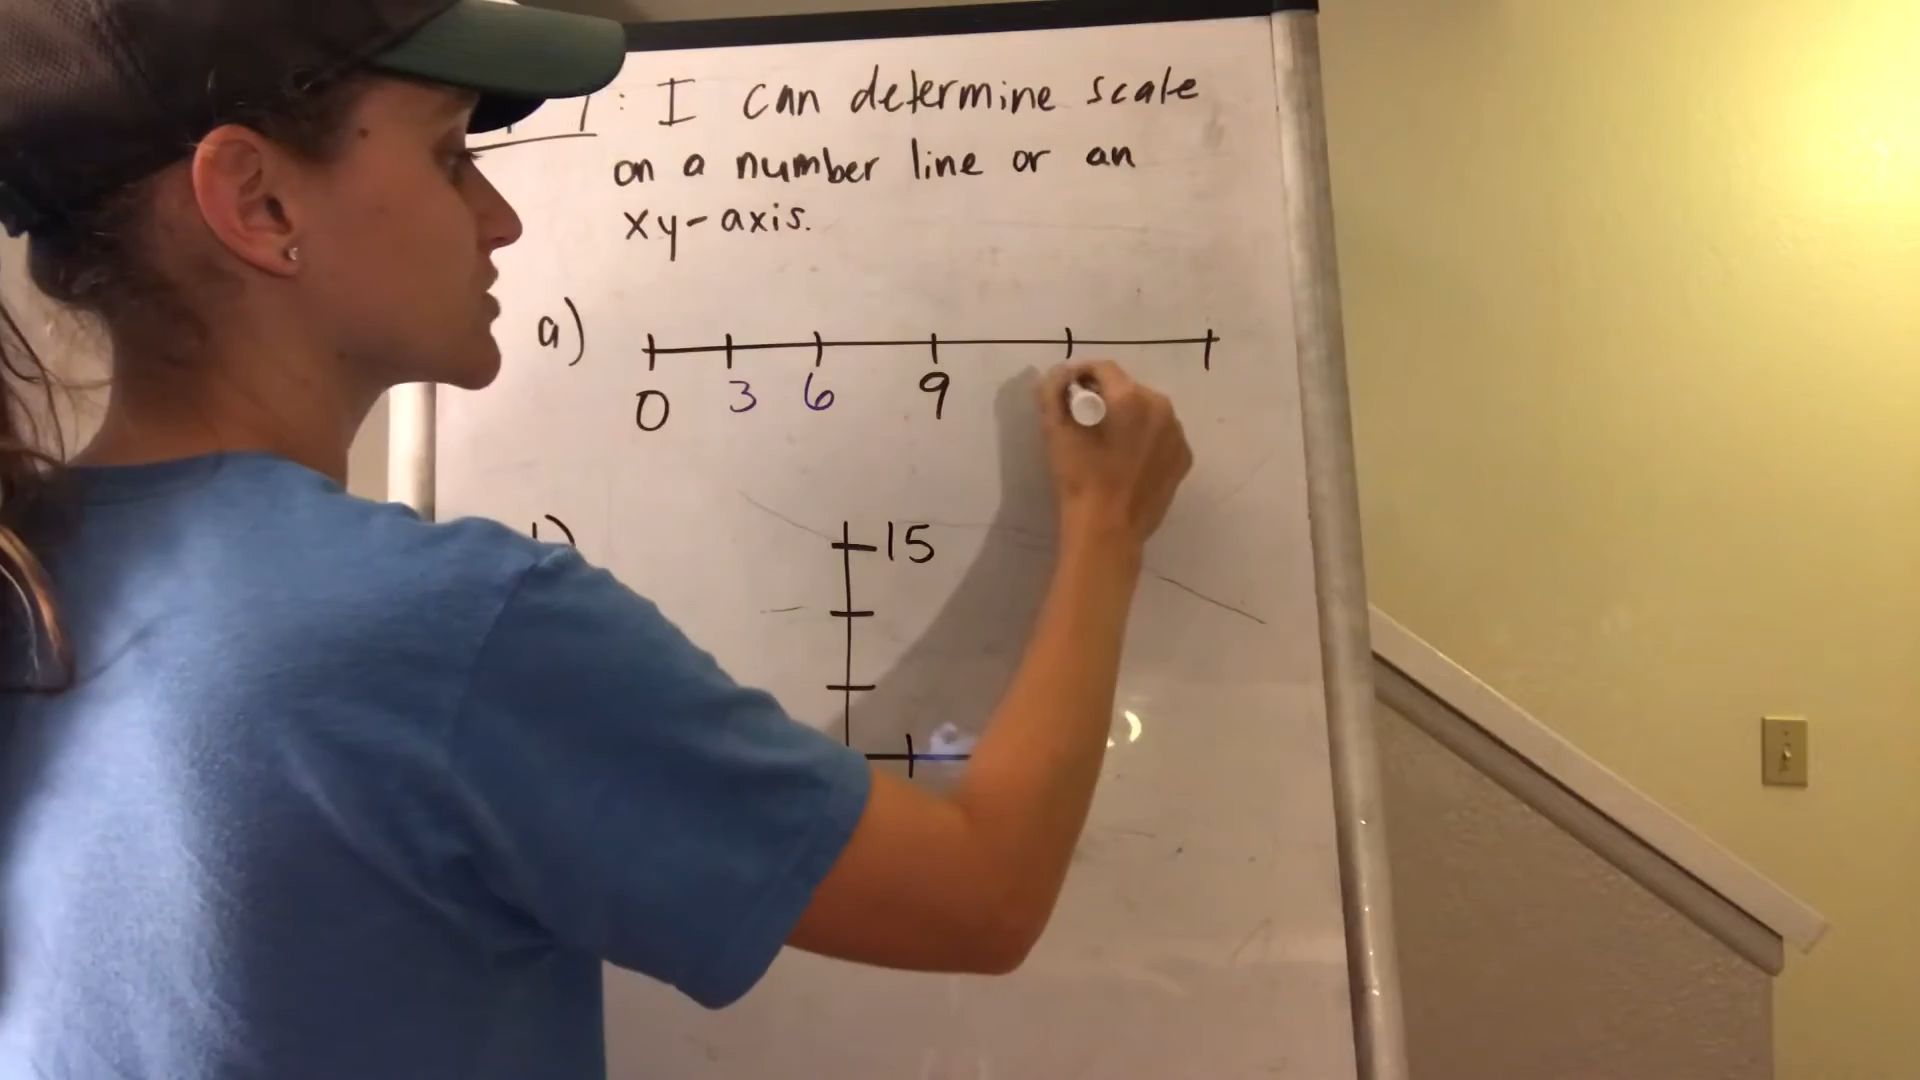 : I can determine scale
on a number line or an
xy-axis.
a)
0 3 6 9
15